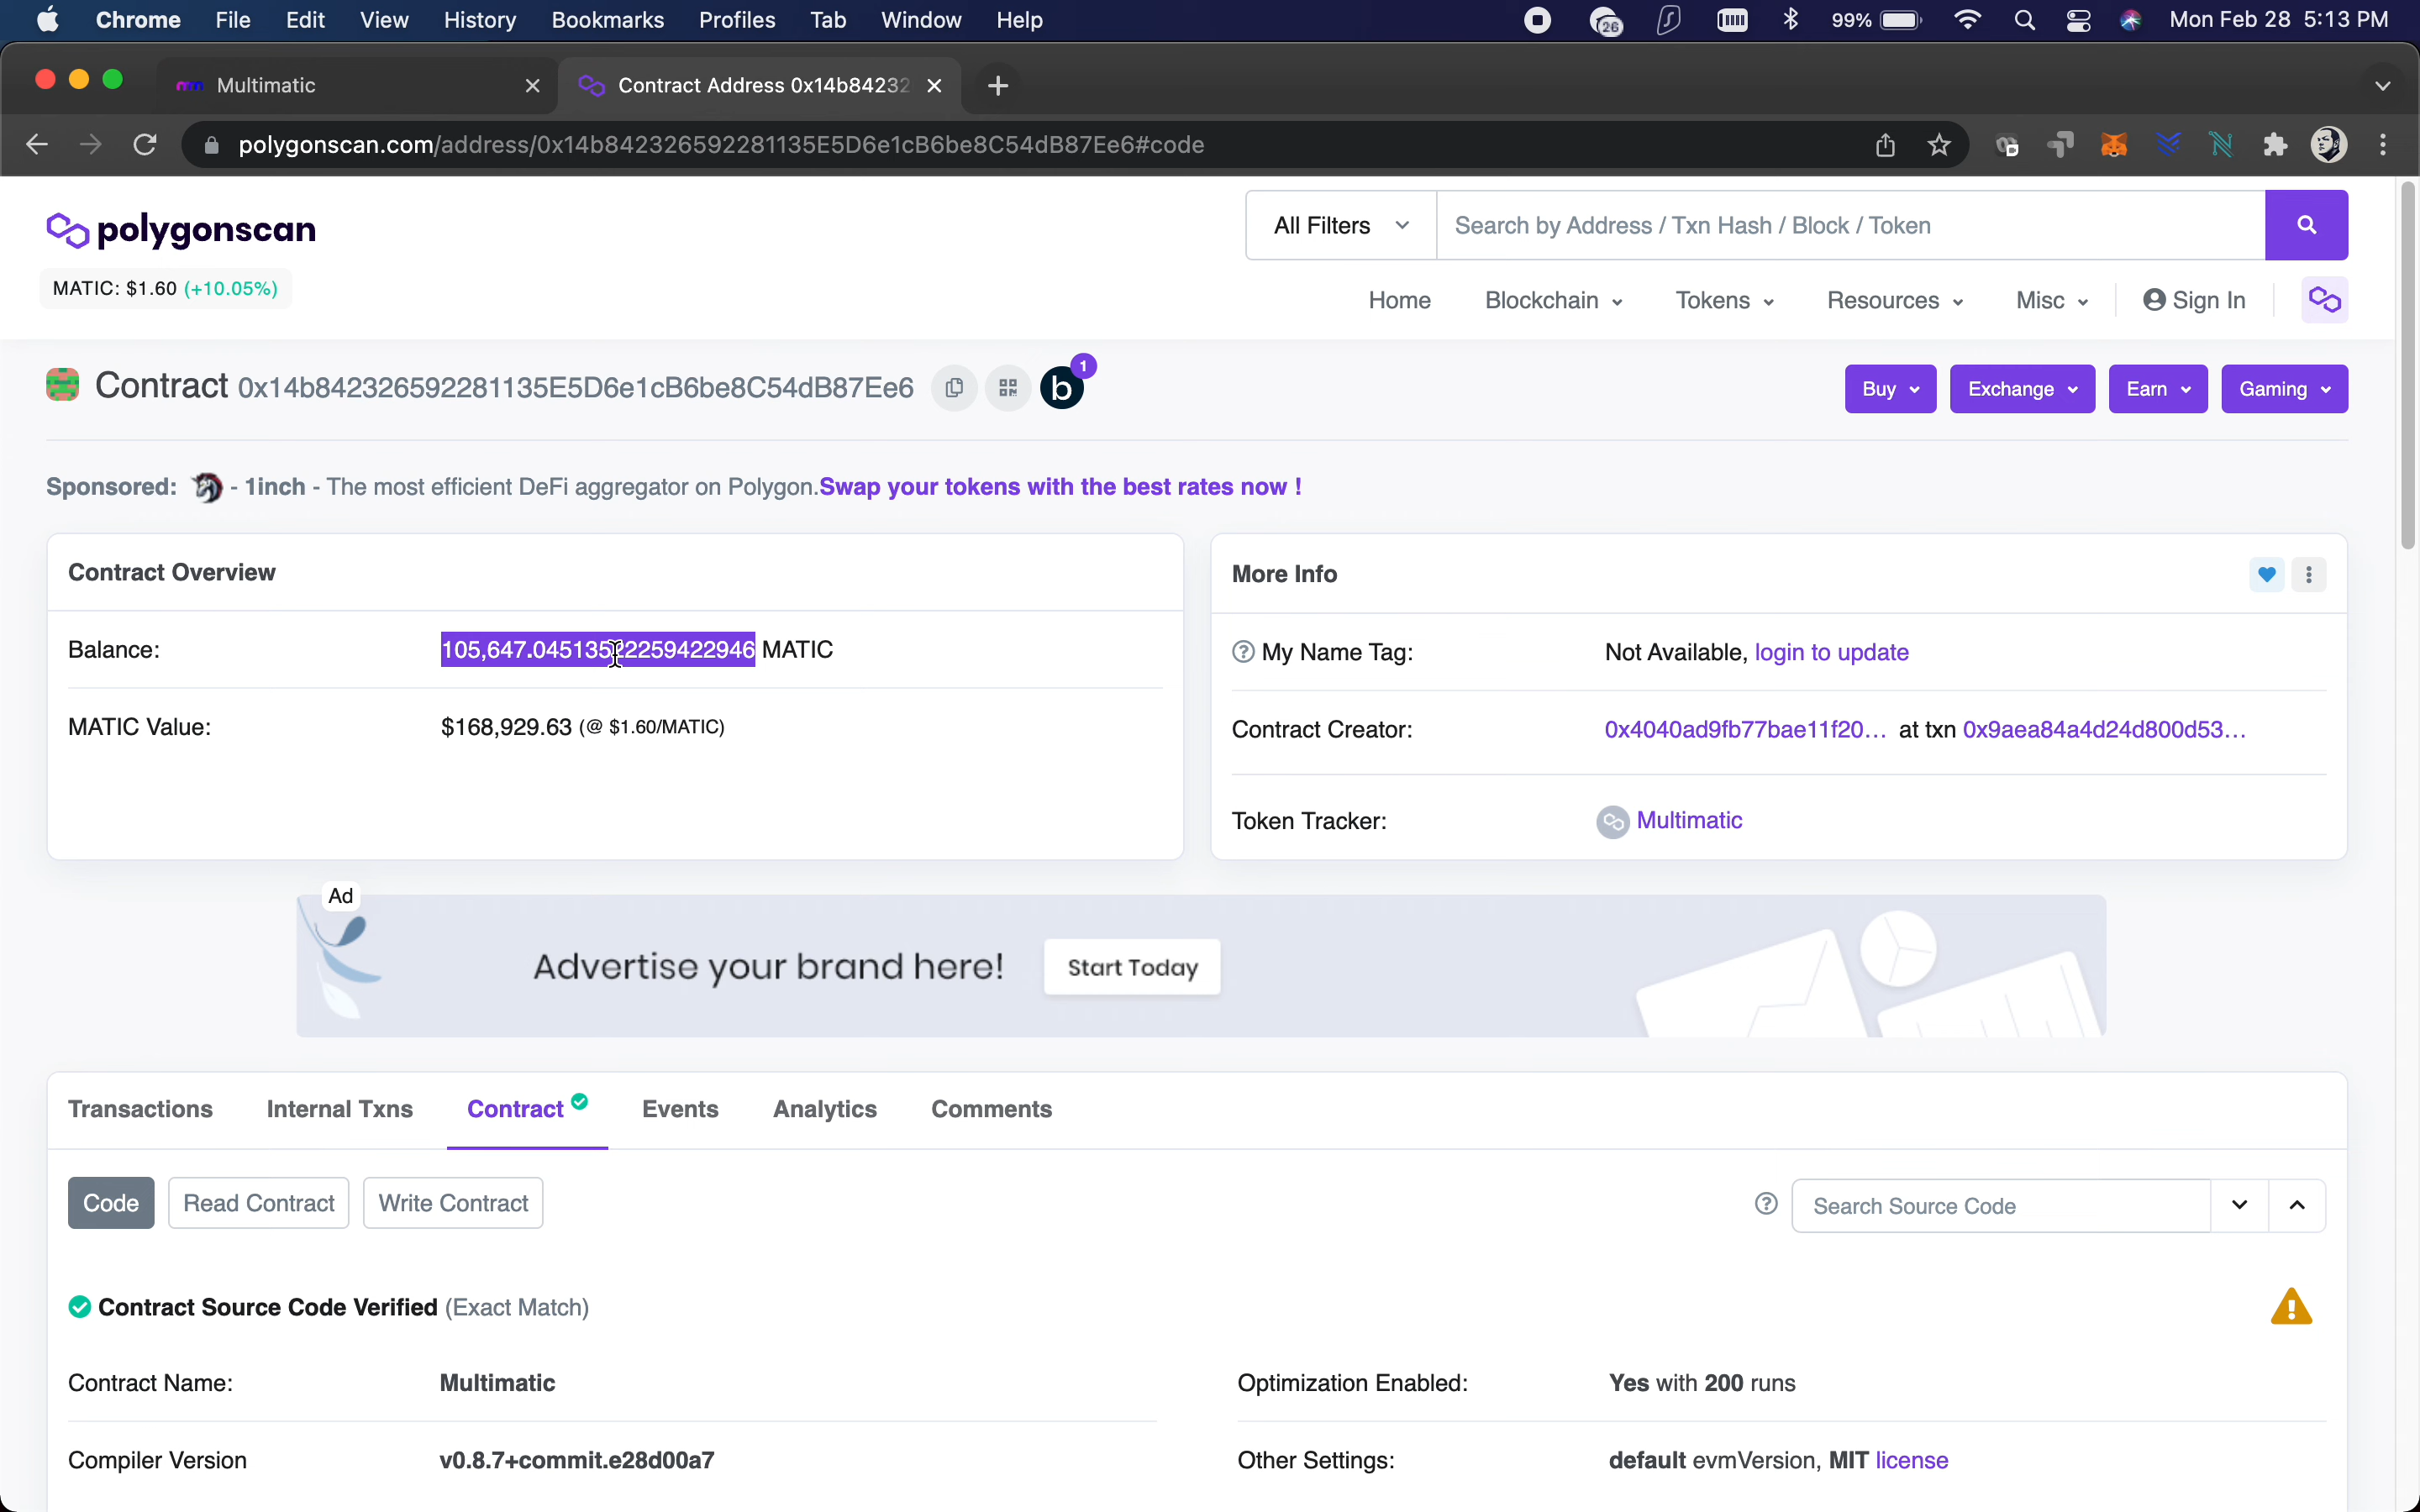 Chrome File Edit View History Bookmarks Profiles Tab Window Help 26 99% Mon Feb 28 5:13 PM
Multimatic Contract Address 0x14b84232
polygonscan.com/address/0x14b842326592281135E5D6e1cB6be8C54dB87Ee6#code
polygonscan
All Filters Search by Address / Txn Hash / Block / Token
MATIC: $1.60 (+10.05%)
Home Blockchain Tokens Resources Misc Sign In
Contract 0x14b842326592281135E5D6e1cB6be8C54dB87Ee6 b 1
Buy Exchange Earn Gaming
Sponsored: - 1inch - The most efficient DeFi aggregator on Polygon.Swap your tokens with the best rates now !
Contract Overview
Balance: MATIC
MATIC Value: $168,929.63 (@ $1.60/MATIC)
More Info
My Name Tag: Not Available, login to update
Contract Creator: 0x4040ad9fb77bae11f20... at txn 0x9aea84a4d24d800d53...
Token Tracker: Multimatic
Ad
Advertise your brand here! Start Today
Transactions Internal Txns Contract Events Analytics Comments
Code Read Contract Write Contract
Search Source Code
Contract Source Code Verified (Exact Match)
Contract Name: Multimatic
Optimization Enabled: Yes with 200 runs
Compiler Version v0.8.7+commit.e28d00a7
Other Settings: default evmVersion, MIT license